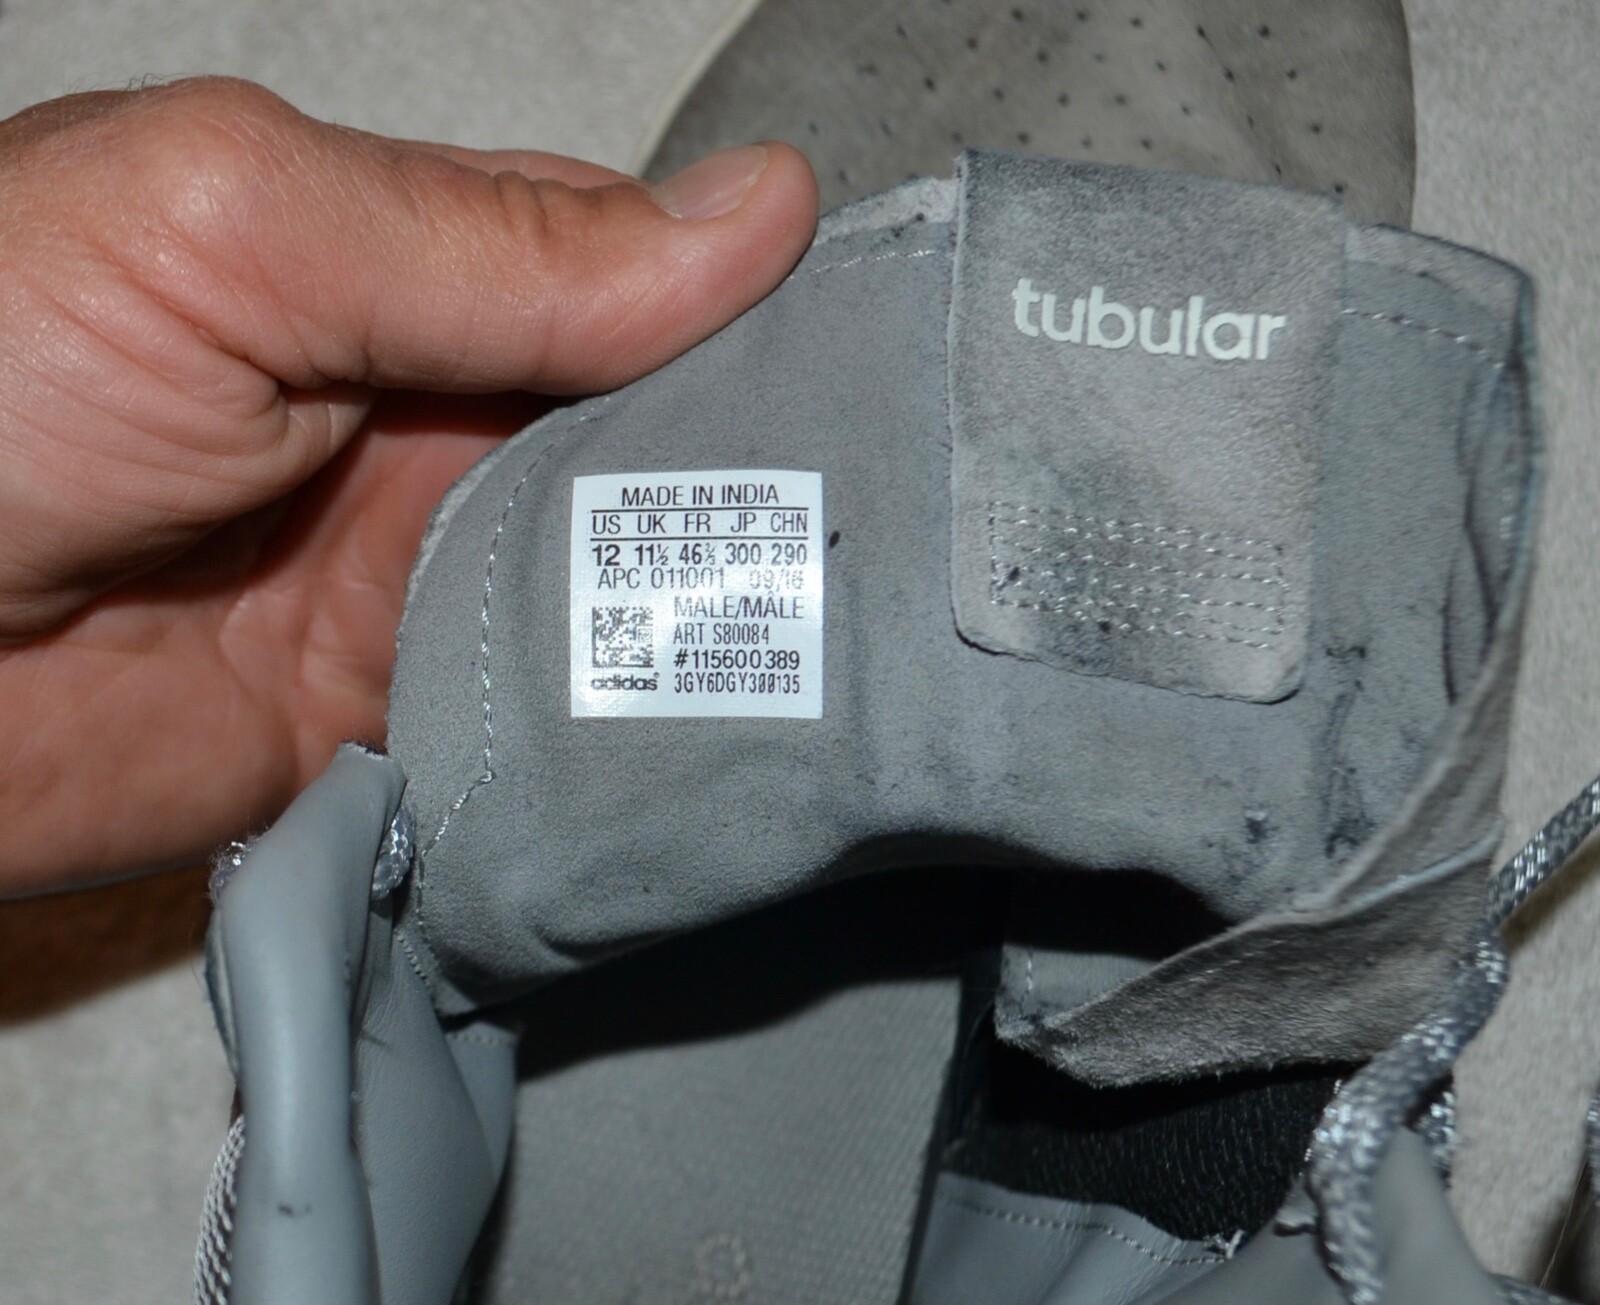 tubular
MADE IN INDIA
US UK FR JP CHN
12 11½ 46⅔ 300 290
APC 011001 09/16
MALE/MÂLE
ART S80084
#115600389
adidas 3GY6DGY300135